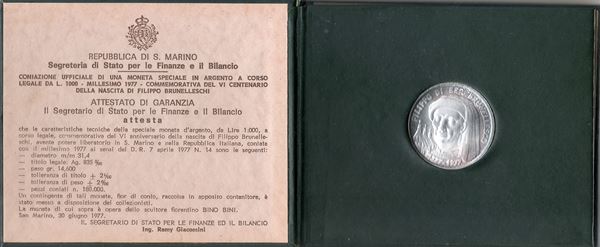 REPUBBLICA DI S. MARINO
Segreteria di Stato per le Finanze e il Bilancio
CONIAZIONE UFFICIALE DI UNA MONETA SPECIALE IN ARGENTO A CORSO
LEGALE DA L. 1000 - MILLESIMO 1977 - COMMEMORATIVA DEL VI CENTENARIO
DELLA NASCITA DI FILIPPO BRUNELLESCHI
ATTESTATO DI GARANZIA
Il Segretario di Stato per le Finanze e il Bilancio
attesta
che le caratteristiche tecniche della speciale moneta d'argento, da Lire 1.000, a
corso legale, commemorativa del VI anniversario della nascita di Filippo Brunelle-
schi, avente potere liberatorio in S. Marino e nella Repubblica Italiana, coniata
con il millesimo 1977 ai sensi del D. R. 7 aprile 1977 N. 14 sono le seguenti:
— diametro m/m 31,4
— titolo legale: Ag. 835 ‰
— peso gr. 14,600
— tolleranza di titolo ± 2‰
— tolleranza di peso ± 2‰
— pezzi coniati n. 180.000.
Un contingente di tali monete, fior di conto, racchiuso in apposito contenitore, è
stato messo a disposizione dei collezionisti.
La moneta di cui sopra è opera dello scultore fiorentino BINO BINI.
San Marino, 30 giugno 1977.
IL SEGRETARIO DI STATO PER LE FINANZE ED IL BILANCIO
Ing. Remy Giacomini
FILIPPO DI SER BRUNELLESCO
1377-1977